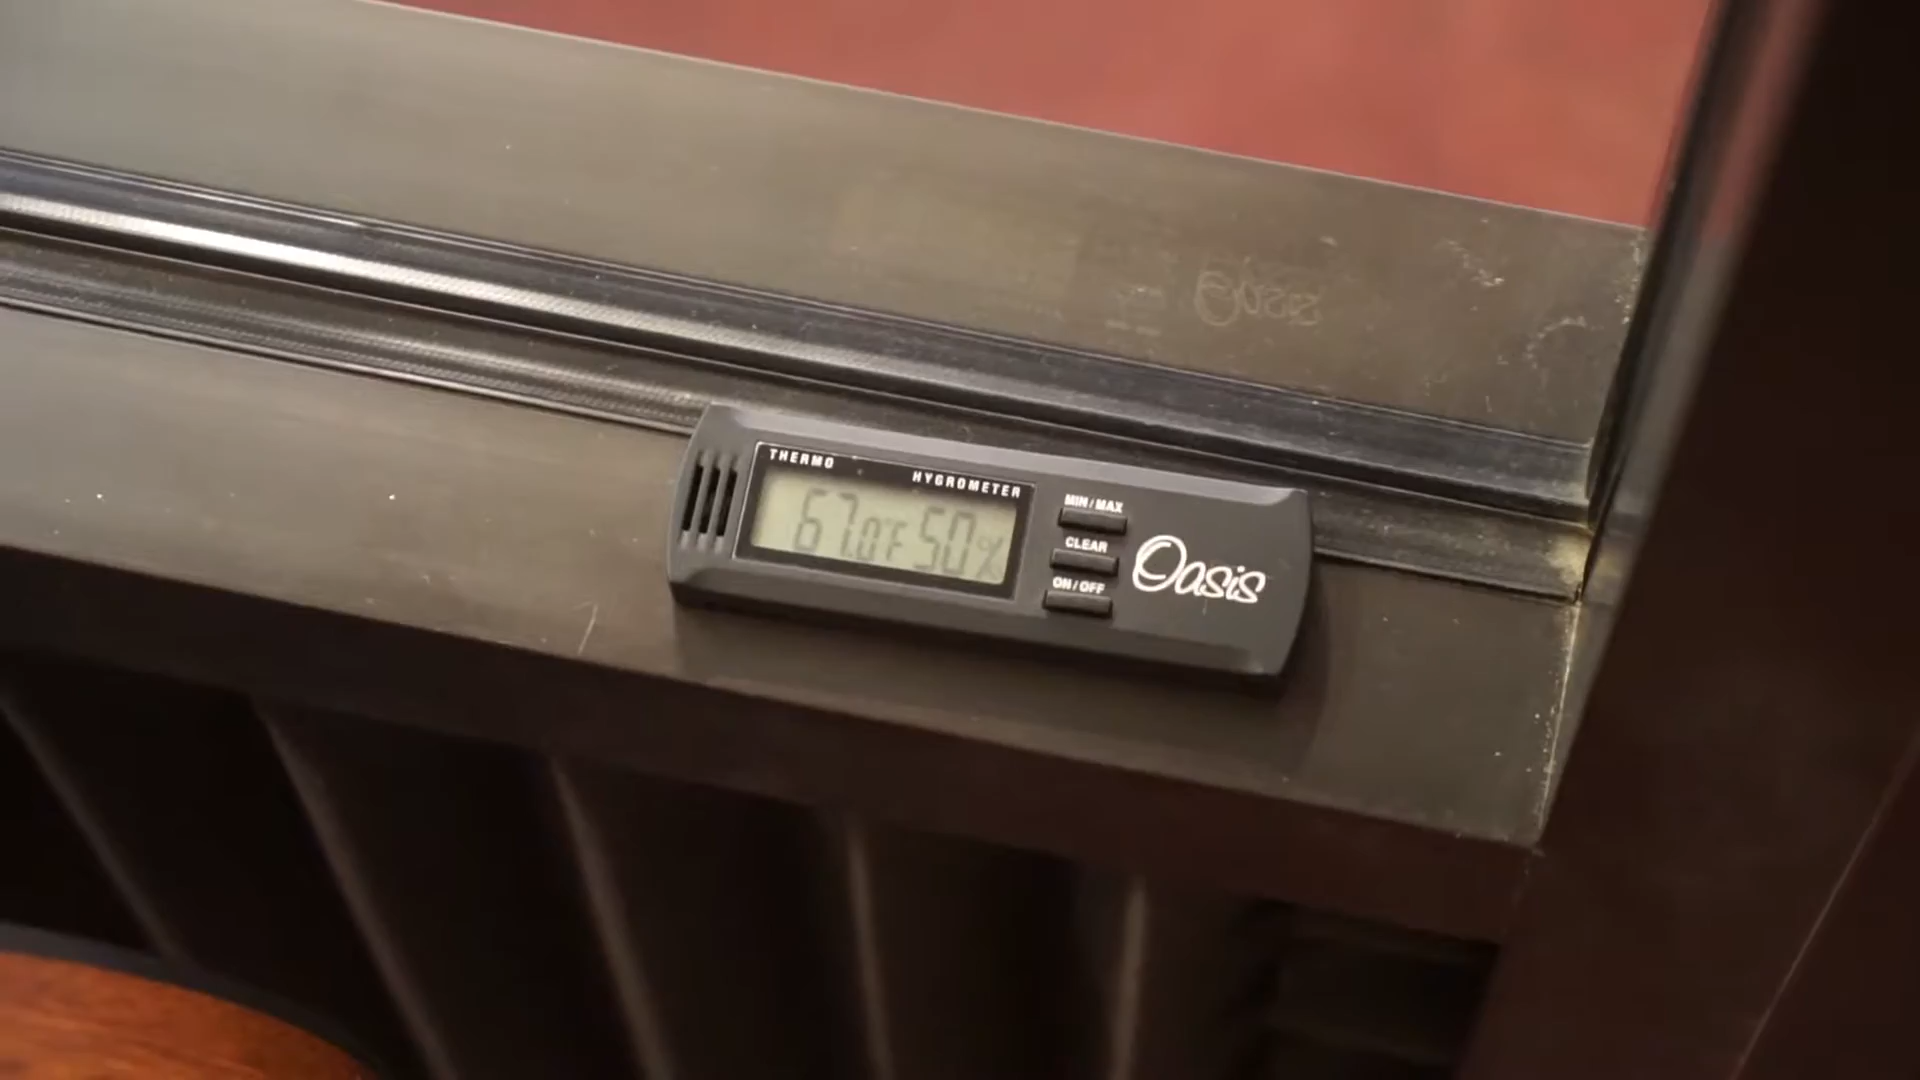 THERMO
HYGROMETER
67.0°F 50%
MIN / MAX
CLEAR
ON / OFF
Oasis